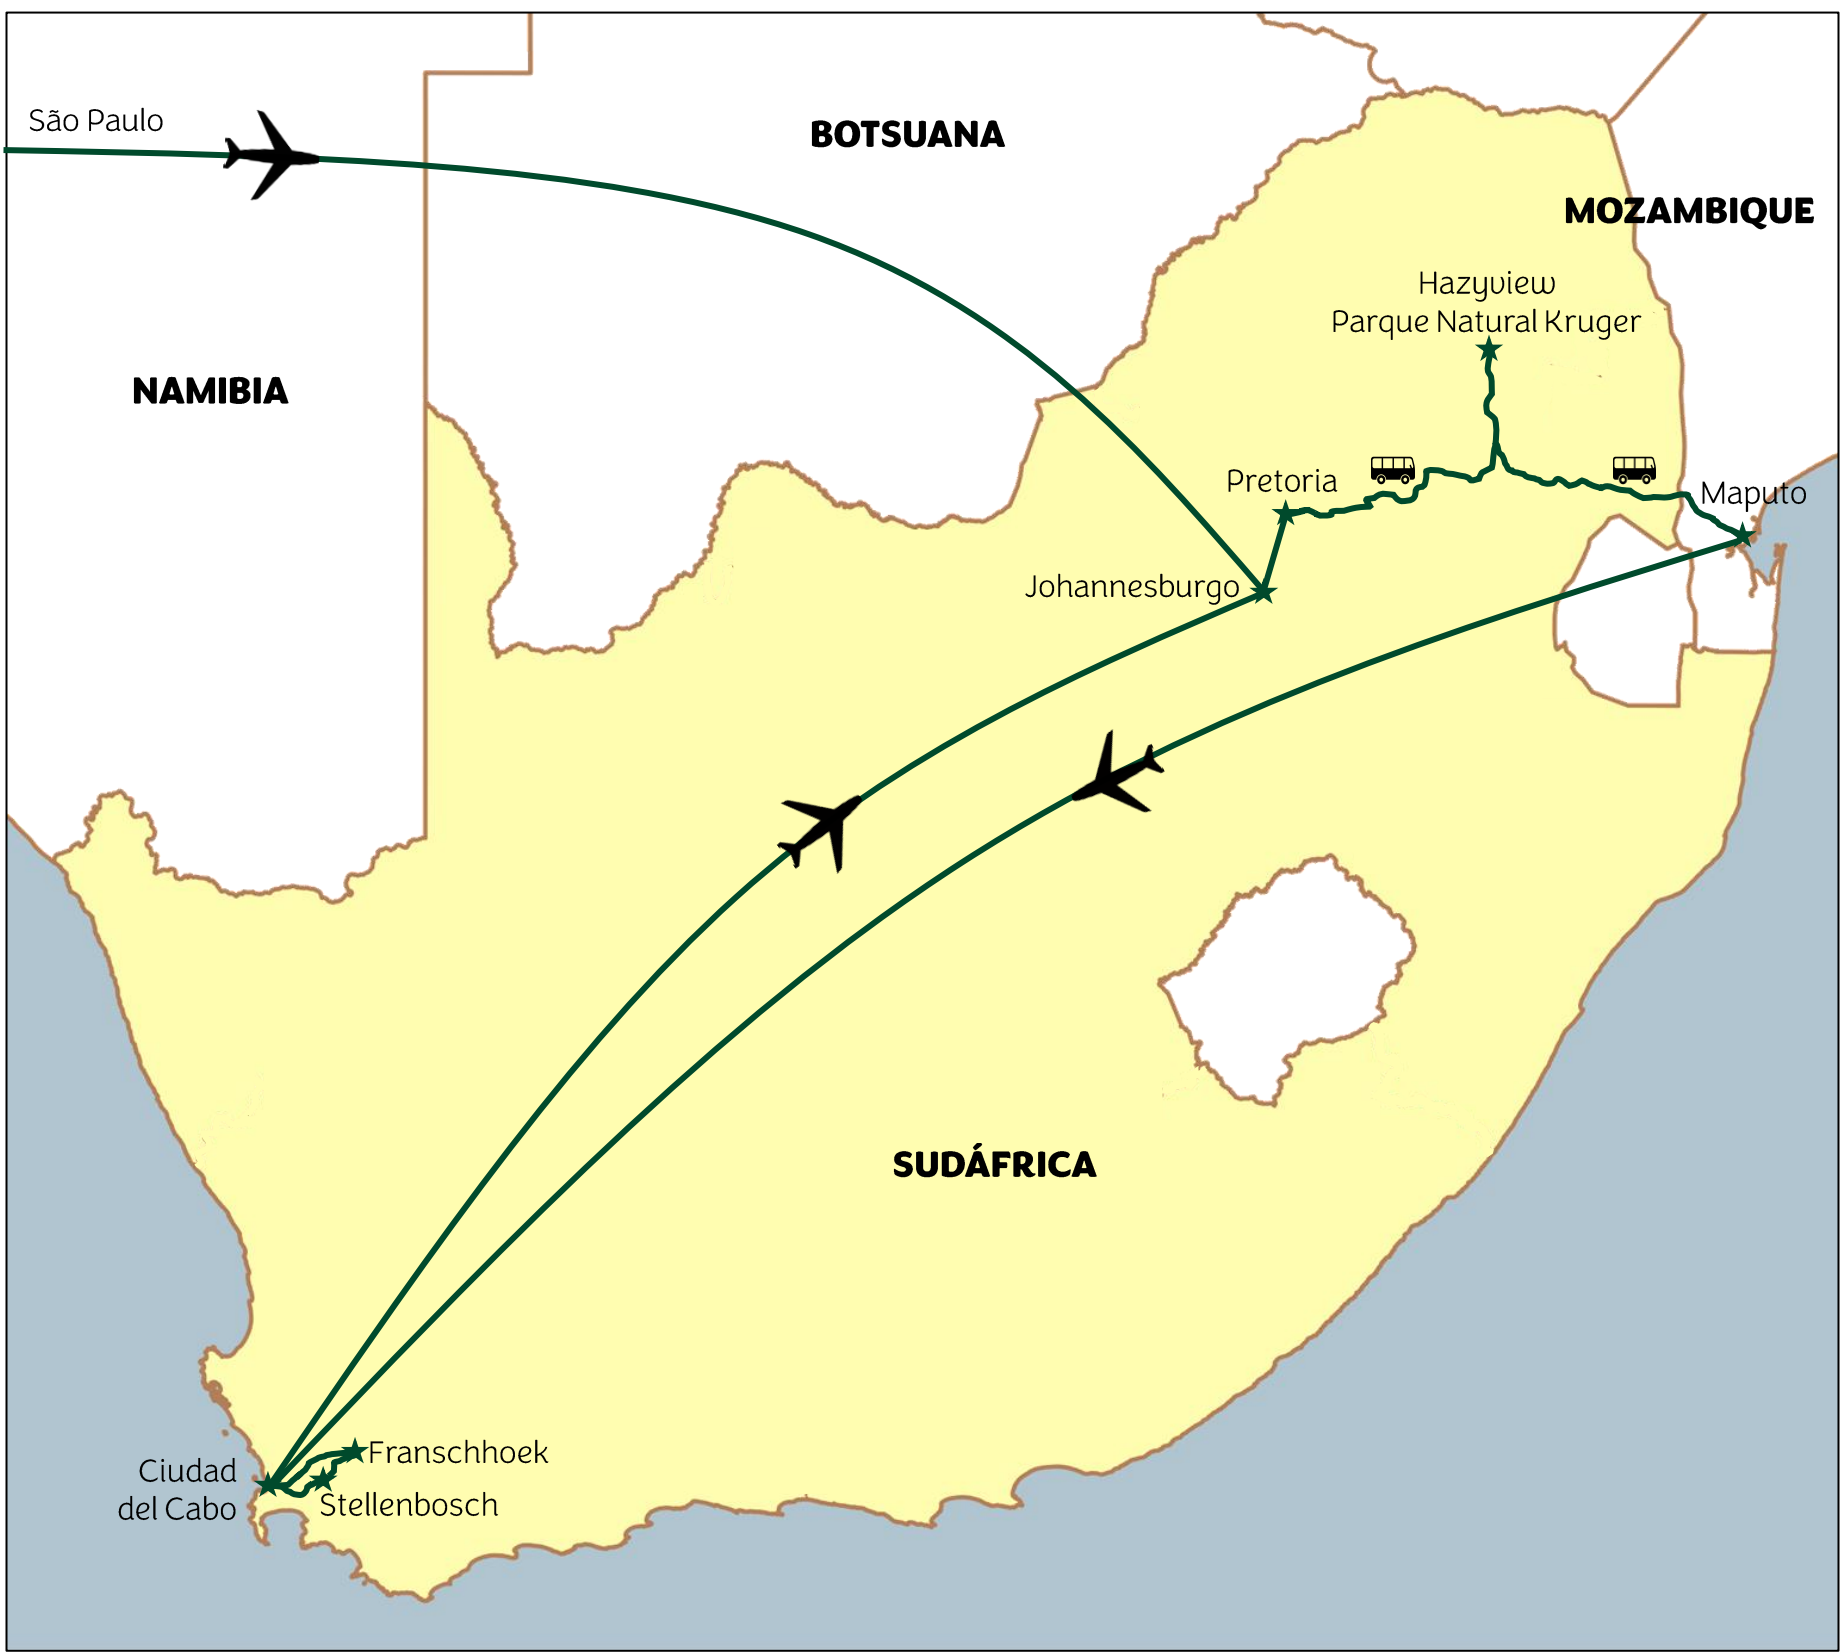 São Paulo
BOTSUANA
MOZAMBIQUE
Hazyview
Parque Natural Kruger
NAMIBIA
Pretoria
Maputo
Johannesburgo
SUDÁFRICA
Franschhoek
Ciudad
del Cabo
Stellenbosch